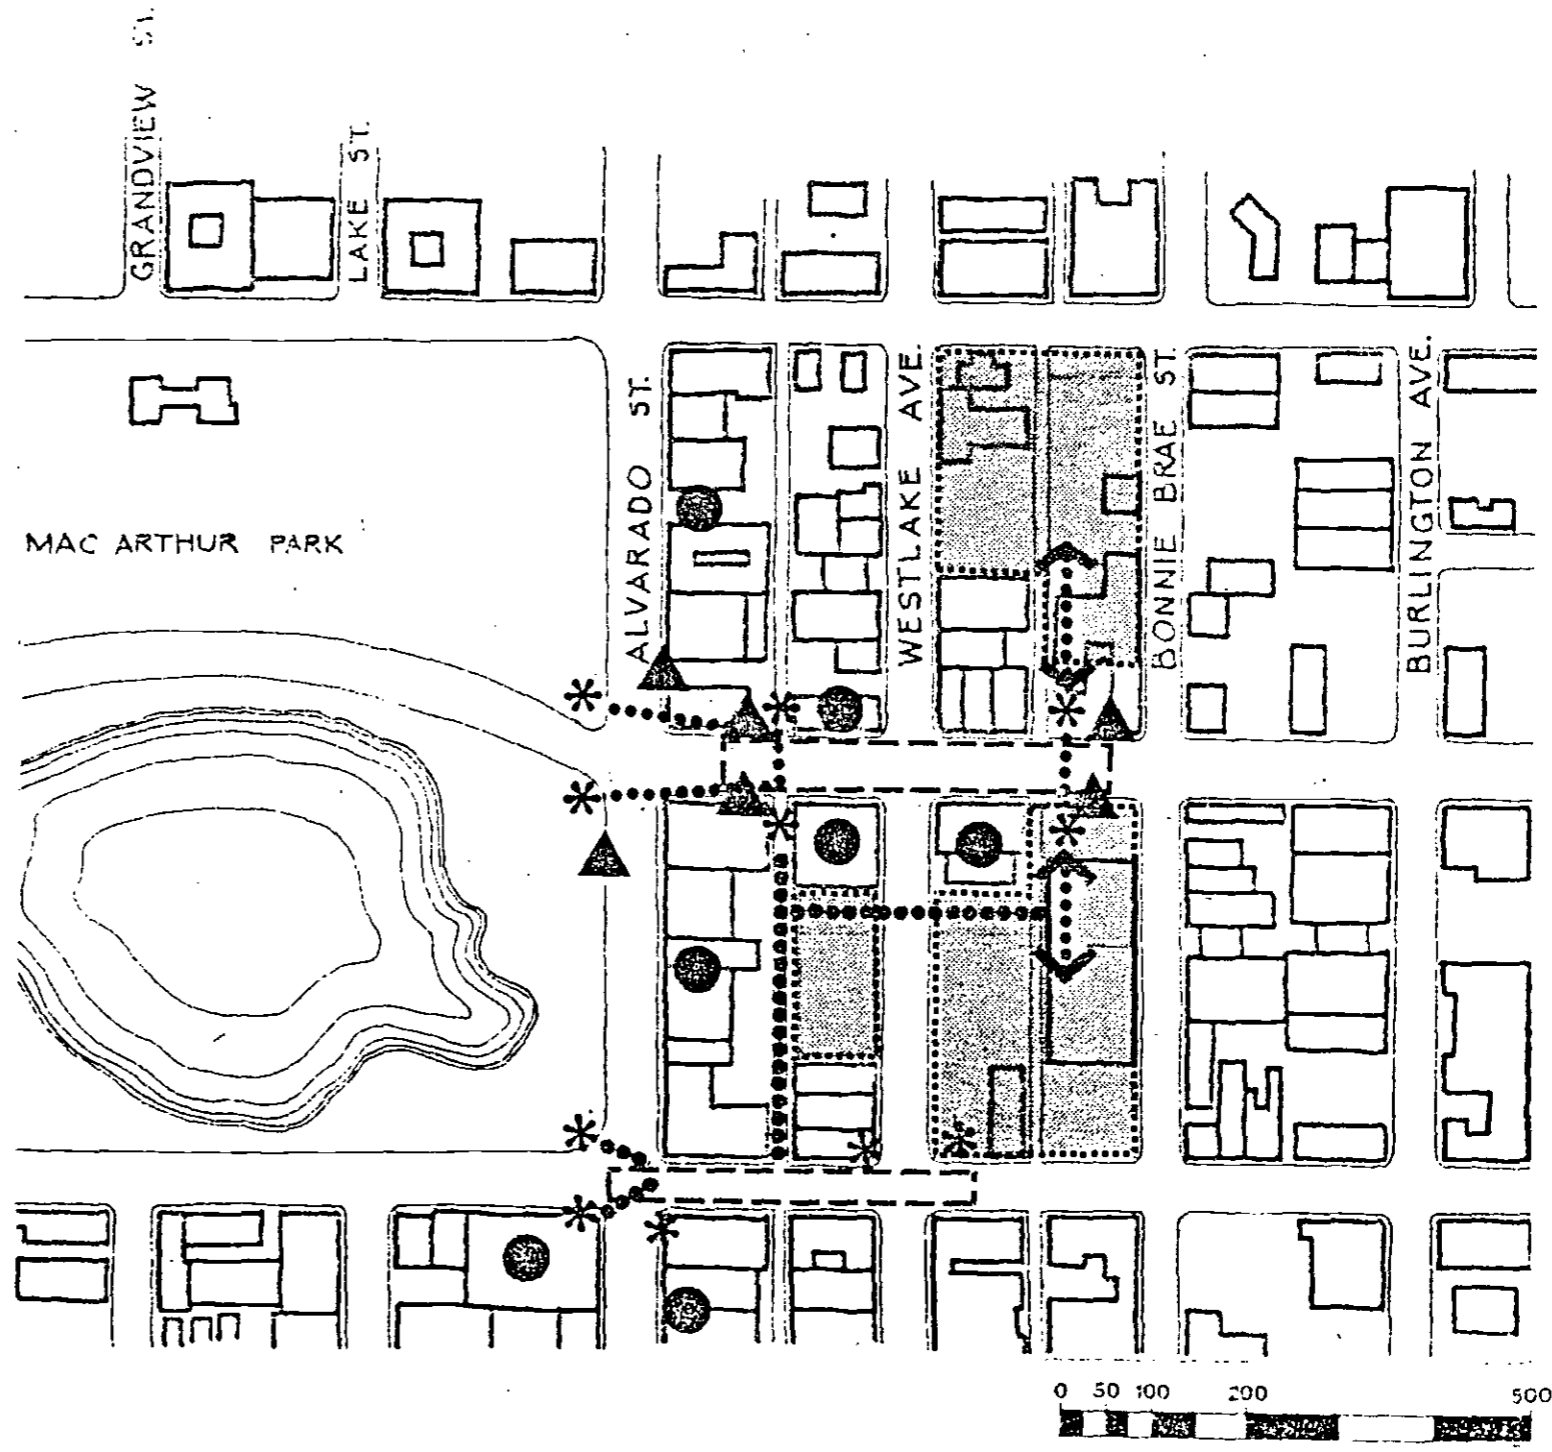 GRANDVIEW ST.
LAKE ST.
ALVARADO ST.
WESTLAKE AVE.
BONNIE BRAE ST.
BURLINGTON AVE.
MAC ARTHUR PARK
0 50 100 200 500